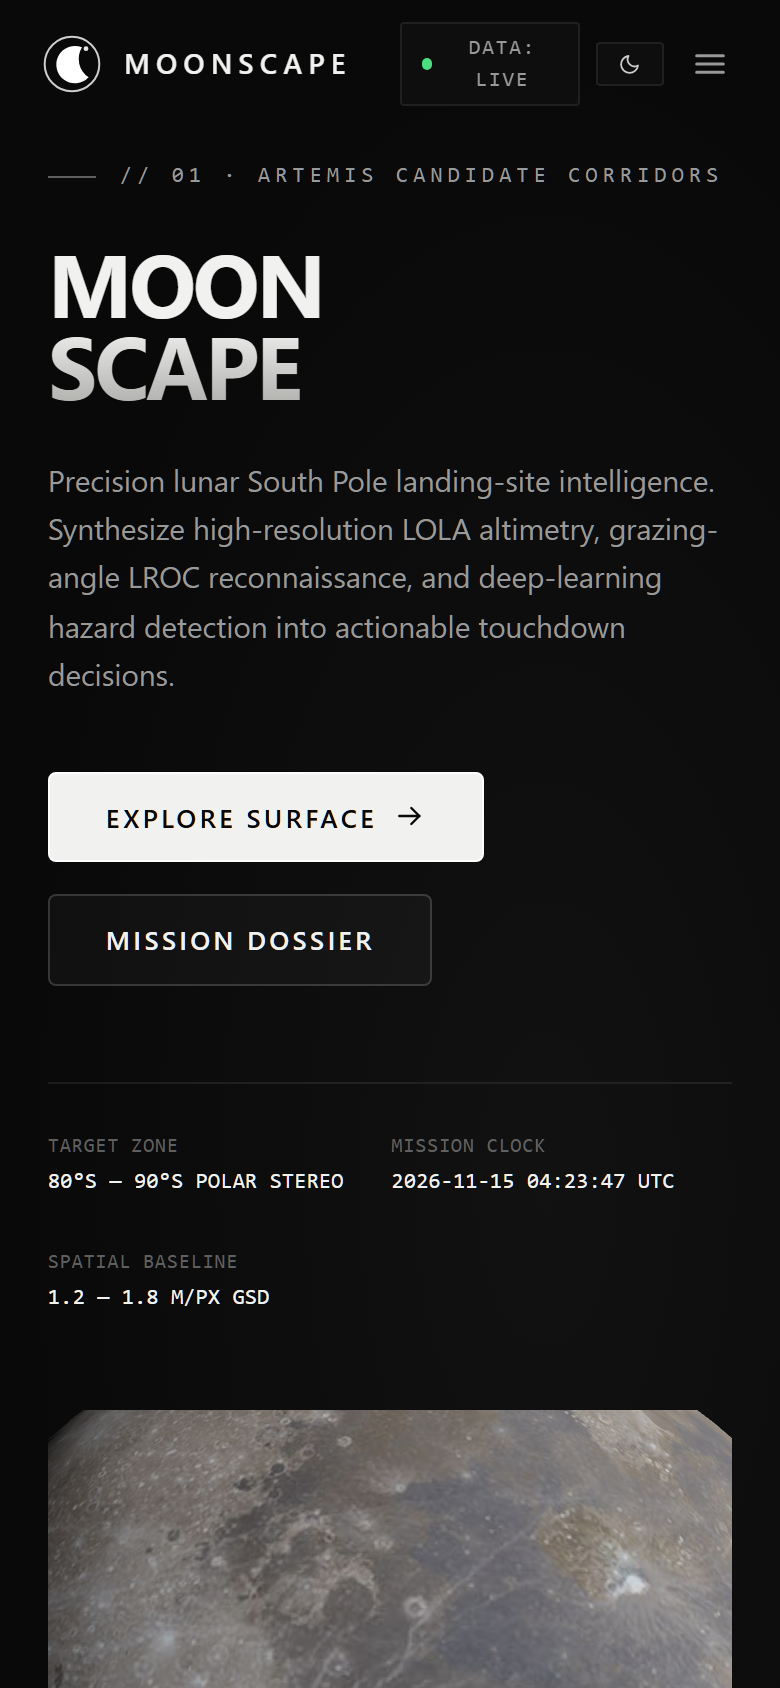 MOONSCAPE
DATA:
LIVE
// 01 · ARTEMIS CANDIDATE CORRIDORS
MOON
SCAPE
Precision lunar South Pole landing-site intelligence.
Synthesize high-resolution LOLA altimetry, grazing-
angle LROC reconnaissance, and deep-learning
hazard detection into actionable touchdown
decisions.
EXPLORE SURFACE →
MISSION DOSSIER
TARGET ZONE
80°S — 90°S POLAR STEREO
MISSION CLOCK
2026-11-15 04:23:47 UTC
SPATIAL BASELINE
1.2 — 1.8 M/PX GSD